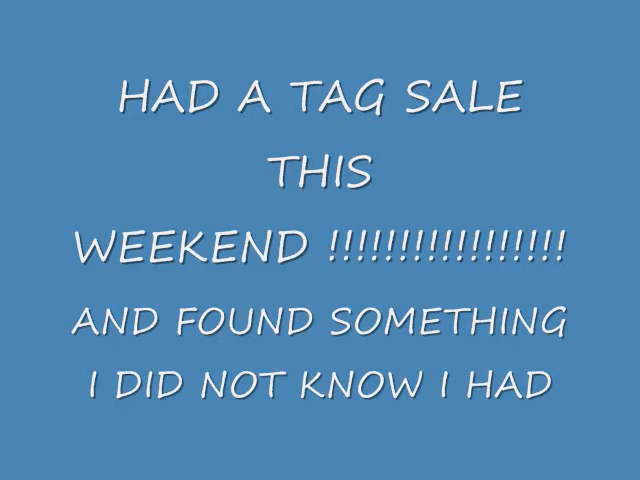 HAD A TAG SALE
THIS
WEEKEND !!!!!!!!!!!!!!!!!
AND FOUND SOMETHING
I DID NOT KNOW I HAD